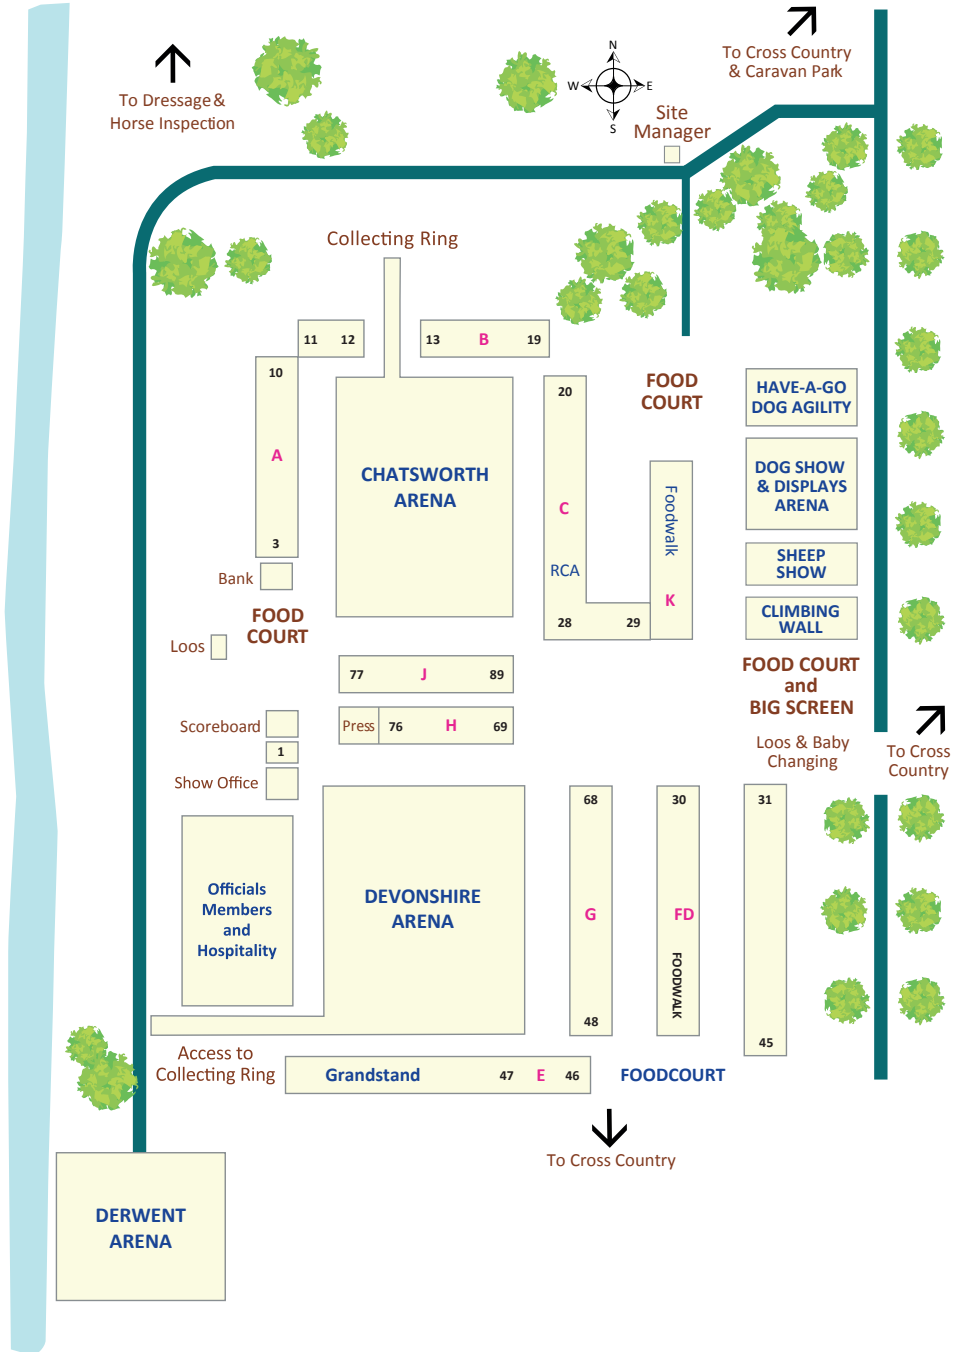 To Cross Country
& Caravan Park
N
W
E
S
To Dressage &
Horse Inspection
Site
Manager
Collecting Ring
11
12
13
B
19
10
A
3
CHATSWORTH
ARENA
20
C
RCA
28
29
FOOD
COURT
Foodwalk
K
HAVE-A-GO
DOG AGILITY
DOG SHOW
& DISPLAYS
ARENA
SHEEP
SHOW
CLIMBING
WALL
Bank
FOOD
COURT
Loos
77
J
89
FOOD COURT
and
BIG SCREEN
Scoreboard
Press
76
H
69
1
Loos & Baby
Changing
To Cross
Country
Show Office
Officials
Members
and
Hospitality
DEVONSHIRE
ARENA
68
G
48
30
FD
FOODWALK
31
45
Access to
Collecting Ring
Grandstand
47
E
46
FOODCOURT
To Cross Country
DERWENT
ARENA